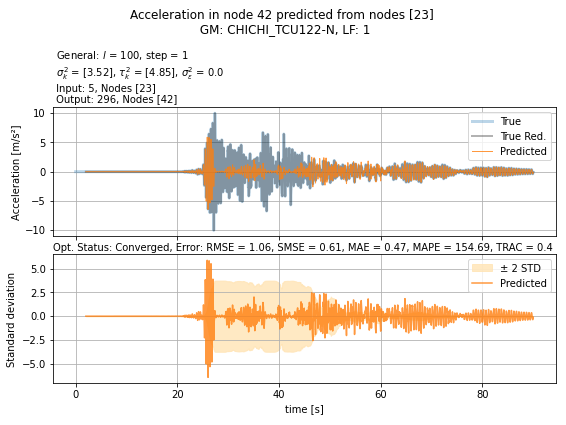 Acceleration in node 42 predicted from nodes [23]
GM: CHICHI_TCU122-N, LF: 1
General: l = 100, step = 1
σ²ₖ = [3.52], τ²ₖ = [4.85], σ²ₑ = 0.0
Input: 5, Nodes [23]
Output: 296, Nodes [42]
Acceleration [m/s²]
10
5
0
−5
−10
True
True Red.
Predicted
Opt. Status: Converged, Error: RMSE = 1.06, SMSE = 0.61, MAE = 0.47, MAPE = 154.69, TRAC = 0.4
Standard deviation
5.0
2.5
0.0
−2.5
−5.0
± 2 STD
Predicted
0 20 40 60 80
time [s]